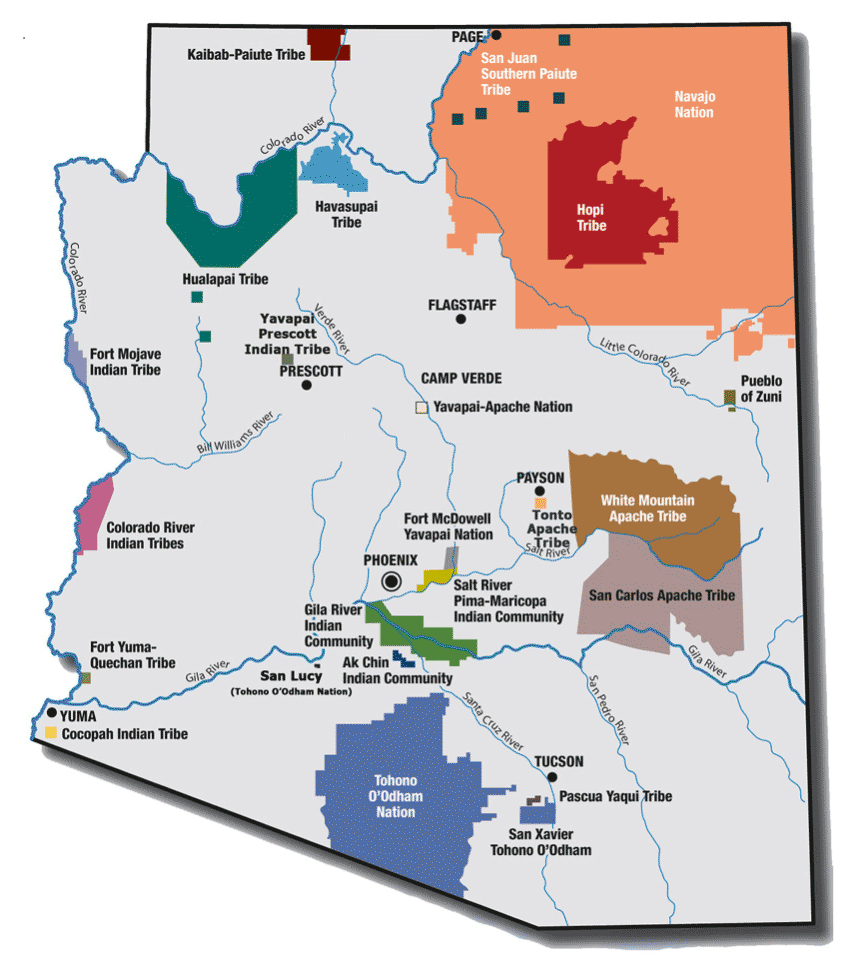 PAGE
Kaibab-Paiute Tribe
San Juan
Southern Paiute
Tribe
Navajo
Nation
Colorado River
Havasupai
Tribe
Hopi
Tribe
Colorado River
Hualapai Tribe
Yavapai
Prescott
Indian Tribe
Verde River
FLAGSTAFF
Fort Mojave
Indian Tribe
PRESCOTT
Little Colorado River
CAMP VERDE
Yavapai-Apache Nation
Pueblo
of Zuni
Bill Williams River
PAYSON
Tonto
Apache
Tribe
White Mountain
Apache Tribe
Colorado River
Indian Tribes
Fort McDowell
Yavapai Nation
Salt River
PHOENIX
Salt River
Pima-Maricopa
Indian Community
San Carlos Apache Tribe
Gila River
Indian
Community
Fort Yuma-
Quechan Tribe
Gila River
Ak Chin
Indian Community
San Lucy
(Tohono O'Odham Nation)
Gila River
San Pedro River
Santa Cruz River
YUMA
Cocopah Indian Tribe
TUCSON
Tohono
O'Odham
Nation
Pascua Yaqui Tribe
San Xavier
Tohono O'Odham